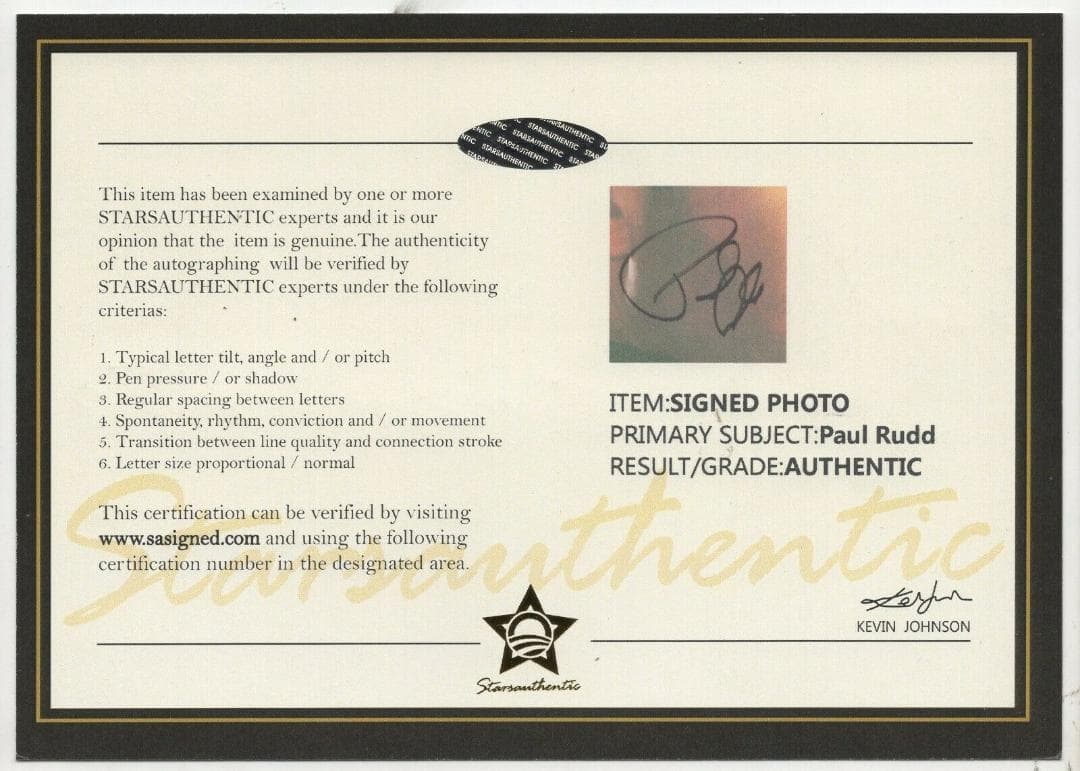 STARSAUTHENTIC
This item has been examined by one or more
STARSAUTHENTIC experts and it is our
opinion that the item is genuine.The authenticity
of the autographing will be verified by
STARSAUTHENTIC experts under the following
criterias:
1. Typical letter tilt, angle and / or pitch
2. Pen pressure / or shadow
3. Regular spacing between letters
4. Spontaneity, rhythm, conviction and / or movement
5. Transition between line quality and connection stroke
6. Letter size proportional / normal
This certification can be verified by visiting
www.sasigned.com and using the following
certification number in the designated area.
ITEM:SIGNED PHOTO
PRIMARY SUBJECT:Paul Rudd
RESULT/GRADE:AUTHENTIC
Starsauthentic
KEVIN JOHNSON
Starsauthentic